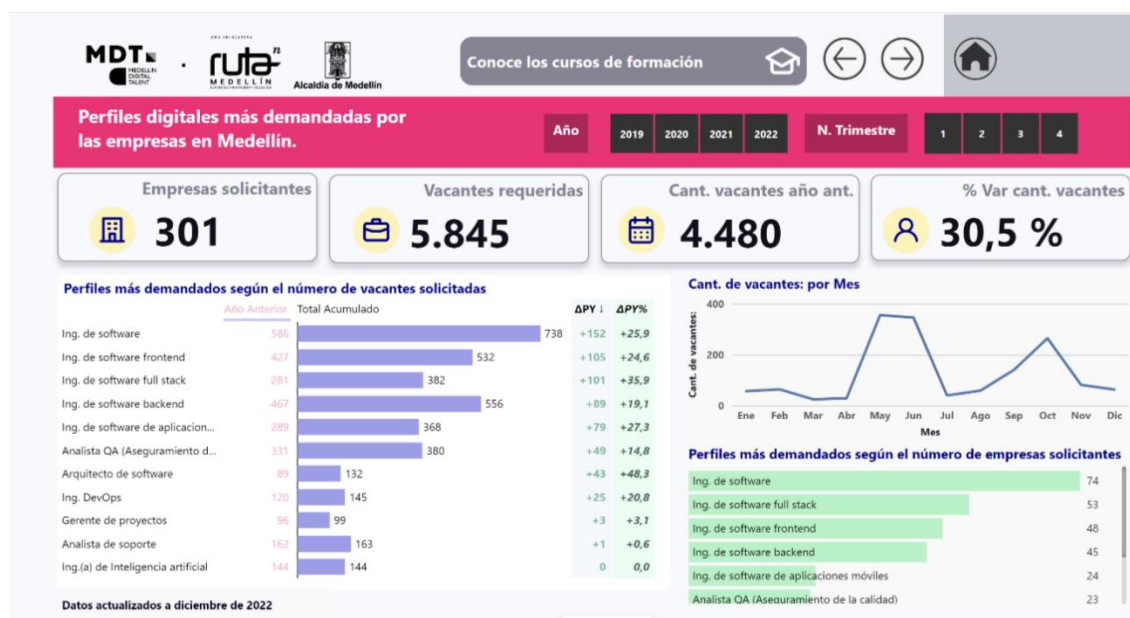 MDT
MEDELLIN
DIGITAL
TALENT
UNA INICIATIVA
ruta n
MEDELLÍN
Alcaldía de Medellín
Conoce los cursos de formación
Perfiles digitales más demandadas por
las empresas en Medellín.
Año
2019 2020 2021 2022
N. Trimestre
1 2 3 4
Empresas solicitantes
301
Vacantes requeridas
5.845
Cant. vacantes año ant.
4.480
% Var cant. vacantes
30,5 %
Perfiles más demandados según el número de vacantes solicitadas
Año Anterior Total Acumulado ΔPY ↓ ΔPY%
Ing. de software 586 738 +152 +25,9
Ing. de software frontend 427 532 +105 +24,6
Ing. de software full stack 281 382 +101 +35,9
Ing. de software backend 467 556 +89 +19,1
Ing. de software de aplicacion... 289 368 +79 +27,3
Analista QA (Aseguramiento d... 331 380 +49 +14,8
Arquitecto de software 89 132 +43 +48,3
Ing. DevOps 120 145 +25 +20,8
Gerente de proyectos 96 99 +3 +3,1
Analista de soporte 162 163 +1 +0,6
Ing.(a) de Inteligencia artificial 144 144 0 0,0
Datos actualizados a diciembre de 2022
Cant. de vacantes: por Mes
Cant. de vacantes:
400
200
0
Ene Feb Mar Abr May Jun Jul Ago Sep Oct Nov Dic
Mes
Perfiles más demandados según el número de empresas solicitantes
Ing. de software 74
Ing. de software full stack 53
Ing. de software frontend 48
Ing. de software backend 45
Ing. de software de aplicaciones móviles 24
Analista QA (Aseguramiento de la calidad) 23